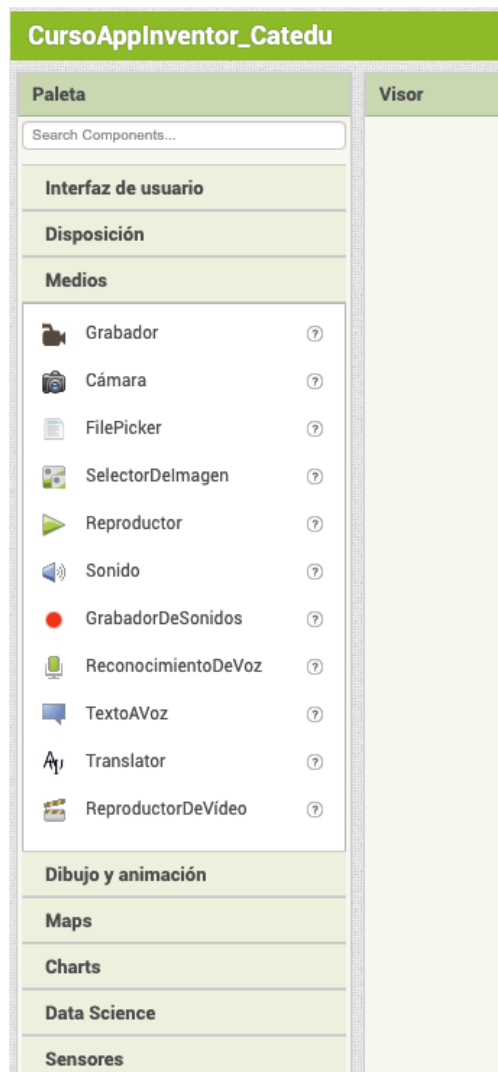 CursoAppInventor_Catedu
Paleta
Visor
Search Components...
Interfaz de usuario
Disposición
Medios
Grabador
Cámara
FilePicker
SelectorDeImagen
Reproductor
Sonido
GrabadorDeSonidos
ReconocimientoDeVoz
TextoAVoz
Translator
ReproductorDeVídeo
Dibujo y animación
Maps
Charts
Data Science
Sensores